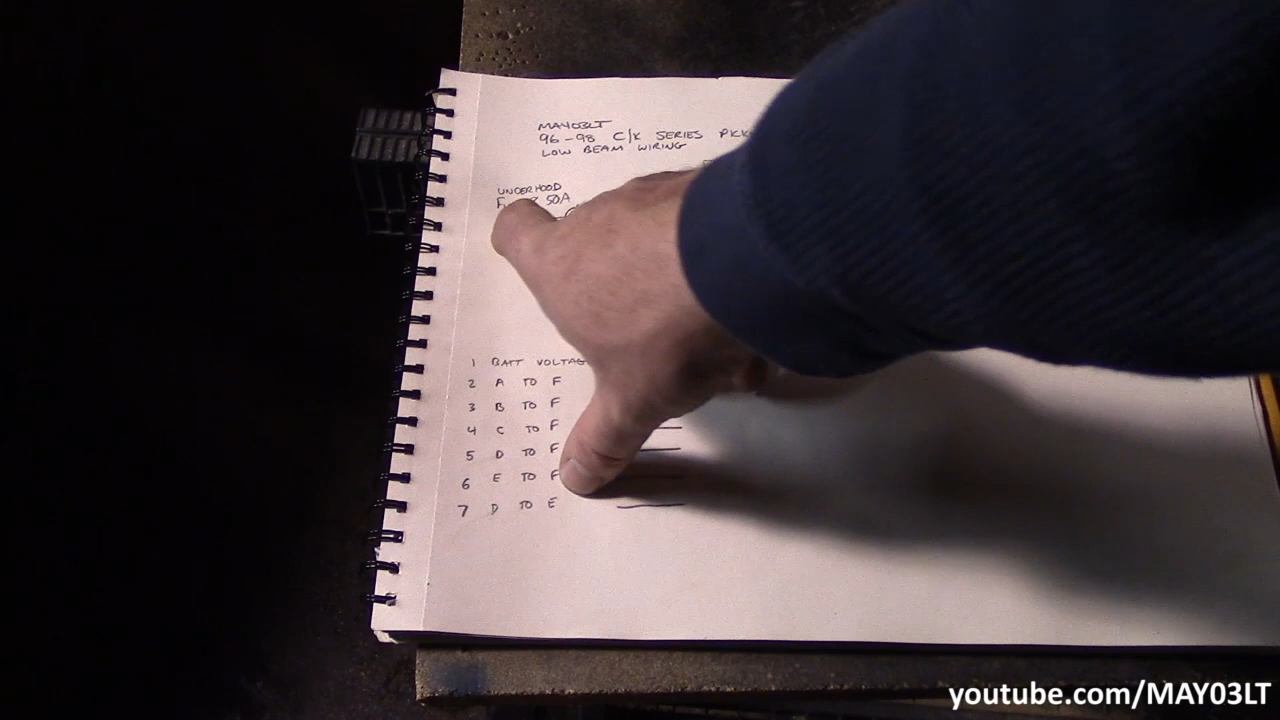 MAY03LT
96-98 C/K SERIES
LOW BEAM WIRING
UNDERHOOD
50A
1 BATT
2 A TO F
3 B TO F
4 C TO F
5 D TO F
6 E TO F
7 D TO E
youtube.com/MAY03LT